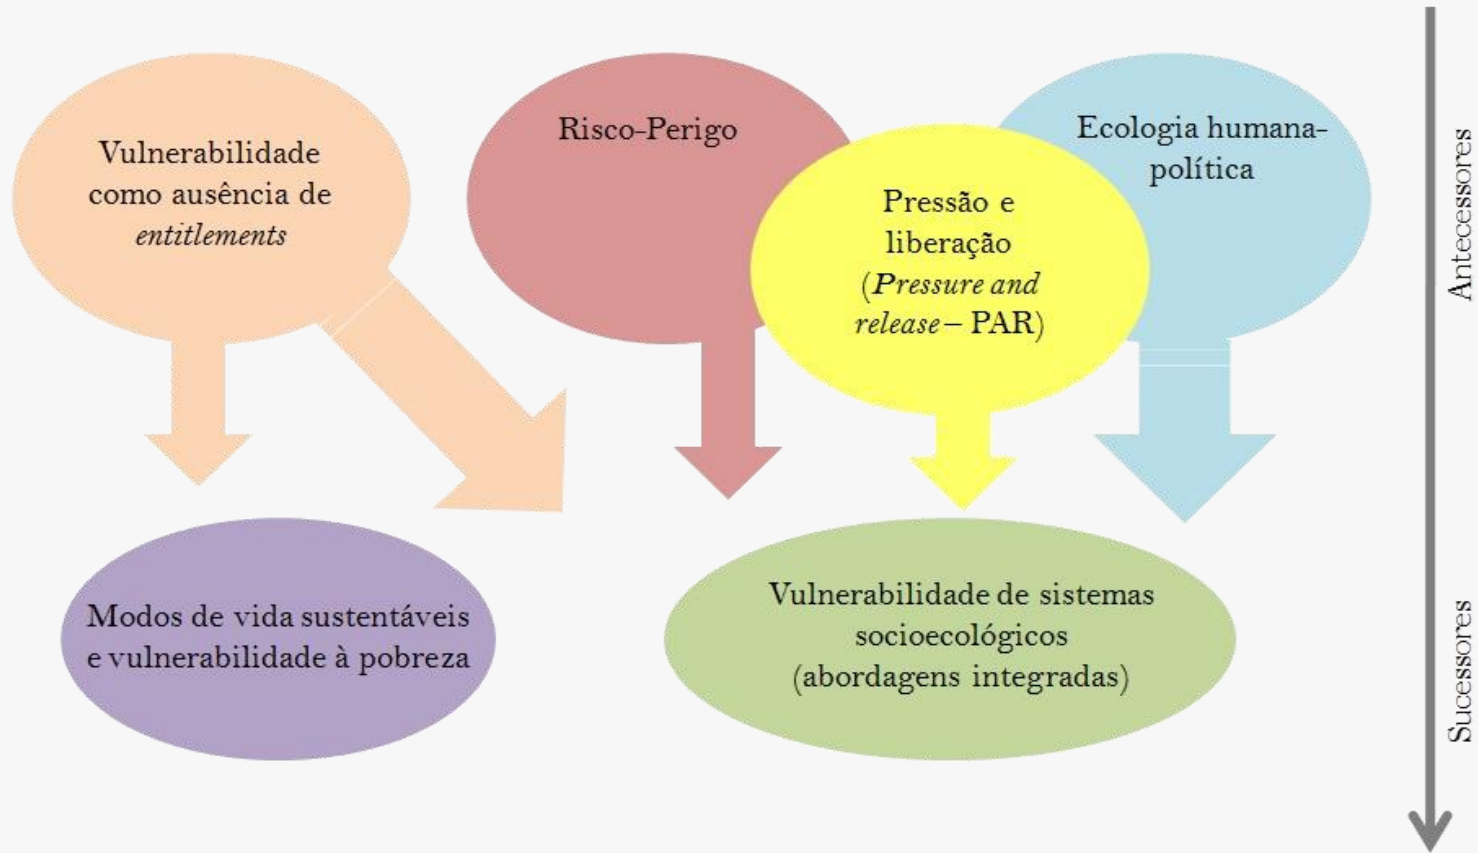 Vulnerabilidade
como ausência de
entitlements
Risco-Perigo
Pressão e
liberação
(Pressure and
release – PAR)
Ecologia humana-
política
Antecessores
Modos de vida sustentáveis
e vulnerabilidade à pobreza
Vulnerabilidade de sistemas
socioecológicos
(abordagens integradas)
Sucessores